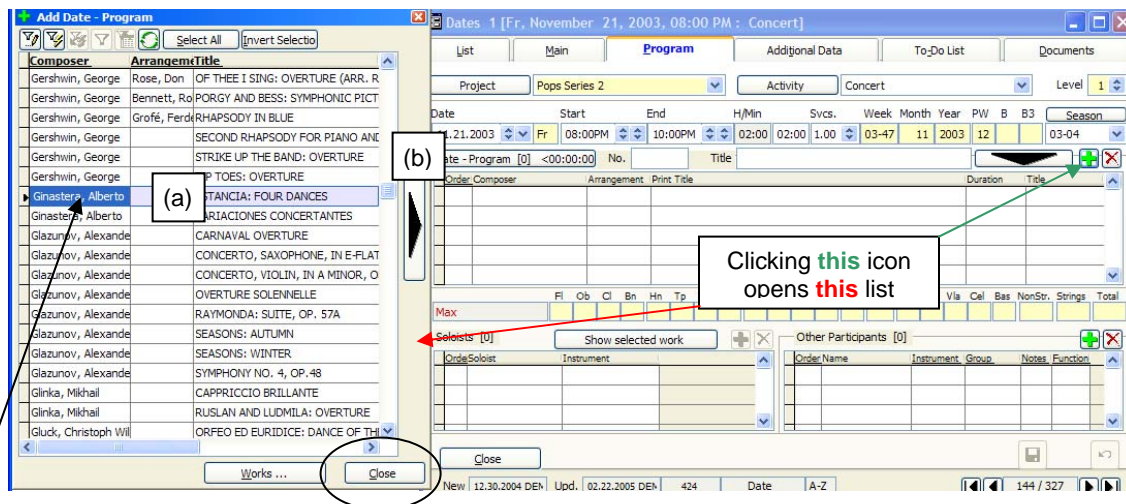 Add Date - Program
Select All Invert Selectio
Composer Arrangem Title
Gershwin, George Rose, Don OF THEE I SING: OVERTURE (ARR. R
Gershwin, George Bennett, Ro PORGY AND BESS: SYMPHONIC PICT
Gershwin, George Grofé, Ferde RHAPSODY IN BLUE
Gershwin, George SECOND RHAPSODY FOR PIANO AND
Gershwin, George STRIKE UP THE BAND: OVERTURE
Gershwin, George P TOES: OVERTURE
Ginastera, Alberto STANCIA: FOUR DANCES
Ginastera, Alberto ARIACIONES CONCERTANTES
Glazunov, Alexande CARNAVAL OVERTURE
Glazunov, Alexande CONCERTO, SAXOPHONE, IN E-FLAT
Glazunov, Alexande CONCERTO, VIOLIN, IN A MINOR, O
Glazunov, Alexande OVERTURE SOLENNELLE
Glazunov, Alexande RAYMONDA: SUITE, OP. 57A
Glazunov, Alexande SEASONS: AUTUMN
Glazunov, Alexande SEASONS: WINTER
Glazunov, Alexande SYMPHONY NO. 4, OP.48
Glinka, Mikhail CAPPRICCIO BRILLANTE
Glinka, Mikhail RUSLAN AND LUDMILA: OVERTURE
Gluck, Christoph Wil ORFEO ED EURIDICE: DANCE OF TH
Works ... Close
(a)
(b)
Dates 1 [Fr, November 21, 2003, 08:00 PM : Concert]
List Main Program Additional Data To-Do List Documents
Project Pops Series 2 Activity Concert Level 1
Date Start End H/Min Svcs. Week Month Year PW B B3 Season
1.21.2003 Fr 08:00PM 10:00PM 02:00 02:00 1.00 03-47 11 2003 12 03-04
ate - Program [0] <00:00:00 No. Title
Order Composer Arrangement Print Title Duration Title
Clicking this icon
opens this list
Fl Ob Cl Bn Hn Tp Vla Cel Bas NonStr. Strings Total
Max
Soloists [0] Show selected work Other Participants [0]
Orde Soloist Instrument Order Name Instrument Group Notes Function
Close
New 12.30.2004 DEN Upd. 02.22.2005 DEN 424 Date A-Z 144 / 327